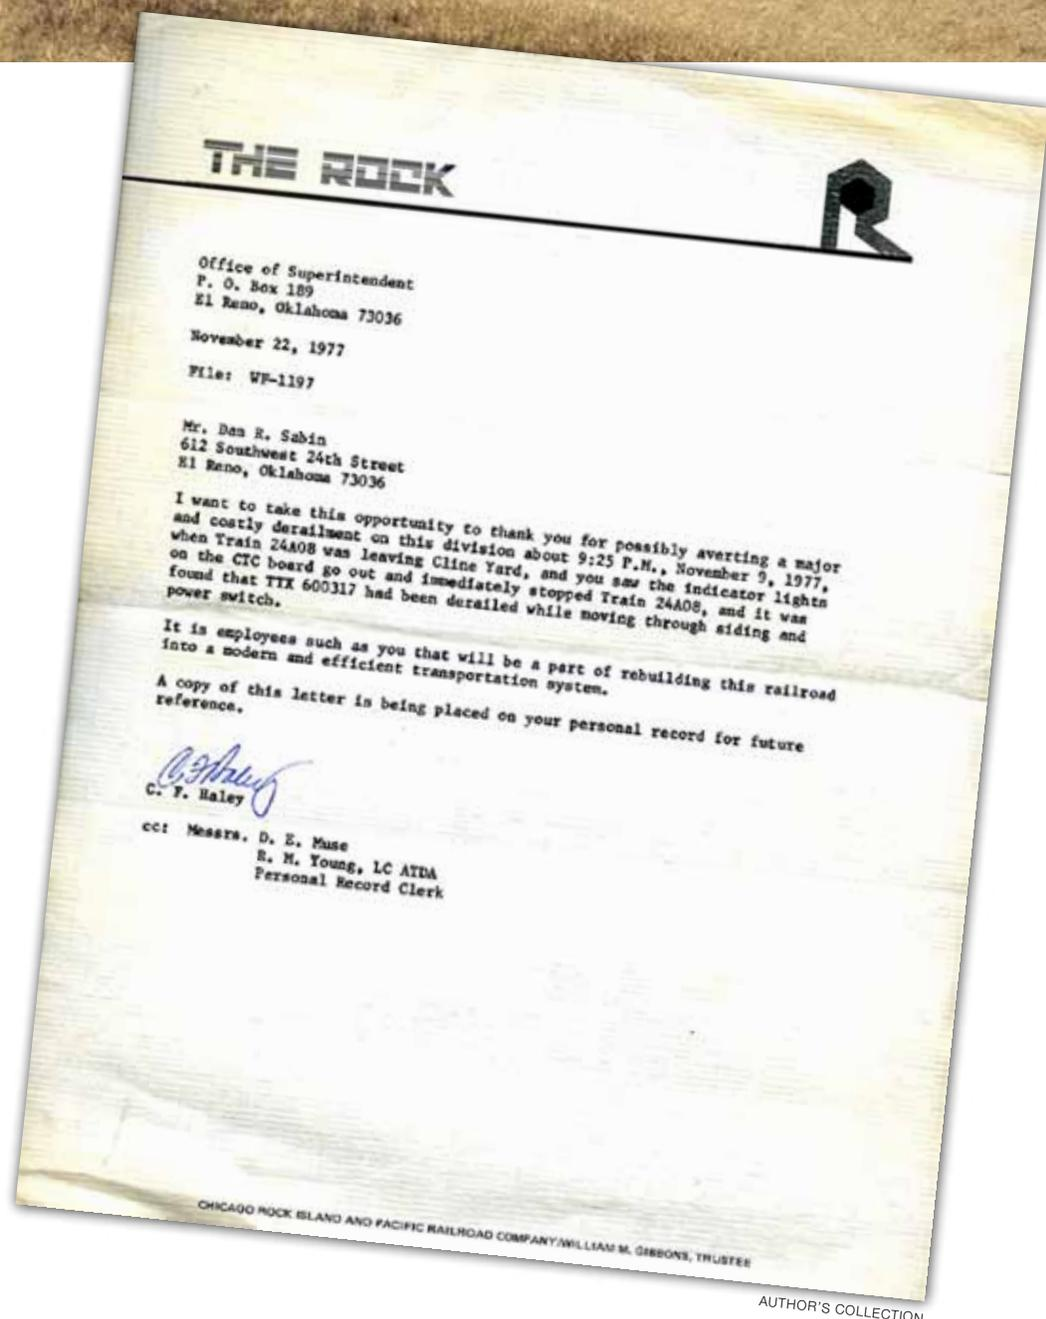 THE ROCK
R
Office of Superintendent
P. O. Box 189
El Reno, Oklahoma 73036
November 22, 1977
File: WF-1197
Mr. Dan R. Sabin
612 Southwest 24th Street
El Reno, Oklahoma 73036
I want to take this opportunity to thank you for possibly averting a major
and costly derailment on this division about 9:25 P.M., November 9, 1977,
when Train 24A08 was leaving Cline Yard, and you saw the indicator lights
on the CTC board go out and immediately stopped Train 24A08, and it was
found that TTX 600317 had been derailed while moving through siding and
power switch.
It is employees such as you that will be a part of rebuilding this railroad
into a modern and efficient transportation system.
A copy of this letter is being placed on your personal record for future
reference.
C. F. Haley
C. F. Haley
cc: Messrs. D. E. Muse
R. M. Young, LC ATDA
Personal Record Clerk
CHICAGO ROCK ISLAND AND PACIFIC RAILROAD COMPANY/WILLIAM M. GIBBONS, TRUSTEE
AUTHOR'S COLLECTION